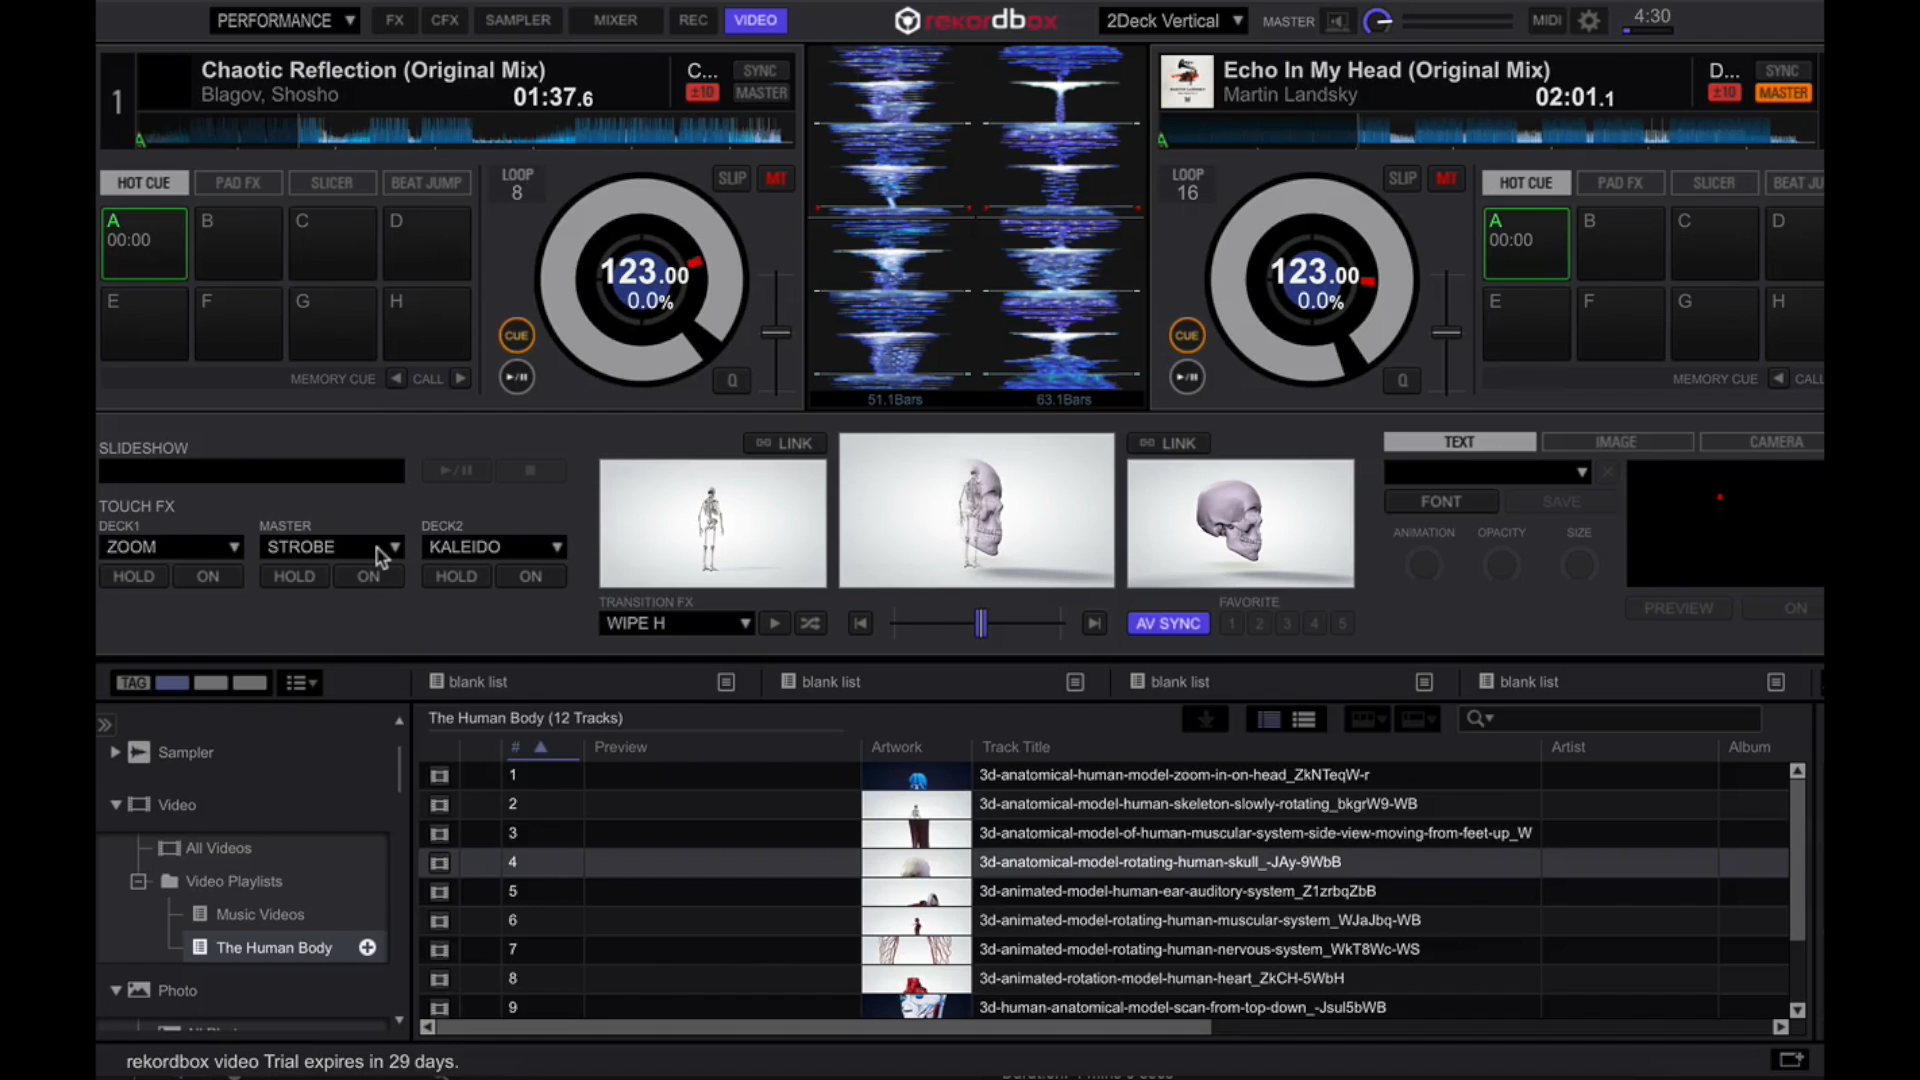 PERFORMANCE FX CFX SAMPLER MIXER REC VIDEO rekordbox 2Deck Vertical MASTER MIDI 4:30
1 Chaotic Reflection (Original Mix) C... SYNC
Blagov, Shosho 01:37.6 ±10 MASTER
A
Echo In My Head (Original Mix) D... SYNC
Martin Landsky 02:01.1 ±10 MASTER
A
HOT CUE PAD FX SLICER BEAT JUMP LOOP 8 SLIP MT
A 00:00 B C D
E F G H
123.00
0.0%
CUE
MEMORY CUE CALL Q
51.1Bars 63.1Bars
LOOP 16 SLIP MT HOT CUE PAD FX SLICER BEAT JU
A 00:00 B C D
E F G H
123.00
0.0%
CUE
Q MEMORY CUE CALL
SLIDESHOW
TOUCH FX
DECK1 MASTER DECK2
ZOOM STROBE KALEIDO
HOLD ON HOLD ON HOLD ON
LINK LINK
TRANSITION FX FAVORITE
WIPE H AV SYNC 1 2 3 4 5
TEXT IMAGE CAMERA
FONT SAVE
ANIMATION OPACITY SIZE
PREVIEW ON
TAG blank list blank list blank list blank list
Sampler
Video
All Videos
Video Playlists
Music Videos
The Human Body
Photo
The Human Body (12 Tracks)
# Preview Artwork Track Title Artist Album
1 3d-anatomical-human-model-zoom-in-on-head_ZkNTeqW-r
2 3d-anatomical-model-human-skeleton-slowly-rotating_bkgrW9-WB
3 3d-anatomical-model-of-human-muscular-system-side-view-moving-from-feet-up_W
4 3d-anatomical-model-rotating-human-skull_-JAy-9WbB
5 3d-animated-model-human-ear-auditory-system_Z1zrbqZbB
6 3d-animated-model-rotating-human-muscular-system_WJaJbq-WB
7 3d-animated-model-rotating-human-nervous-system_WkT8Wc-WS
8 3d-animated-rotation-model-human-heart_ZkCH-5WbH
9 3d-human-anatomical-model-scan-from-top-down_-Jsul5bWB
rekordbox video Trial expires in 29 days.